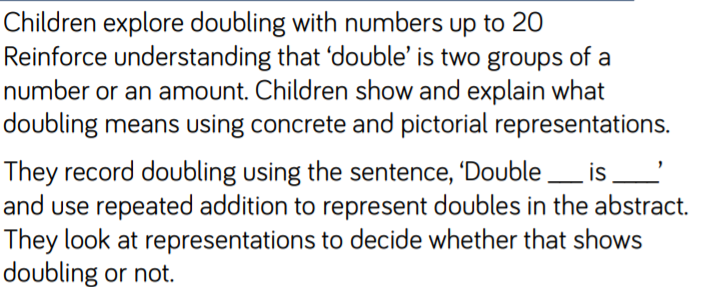 Children explore doubling with numbers up to 20
Reinforce understanding that ‘double’ is two groups of a
number or an amount. Children show and explain what
doubling means using concrete and pictorial representations.
They record doubling using the sentence, ‘Double ___ is ____’
and use repeated addition to represent doubles in the abstract.
They look at representations to decide whether that shows
doubling or not.